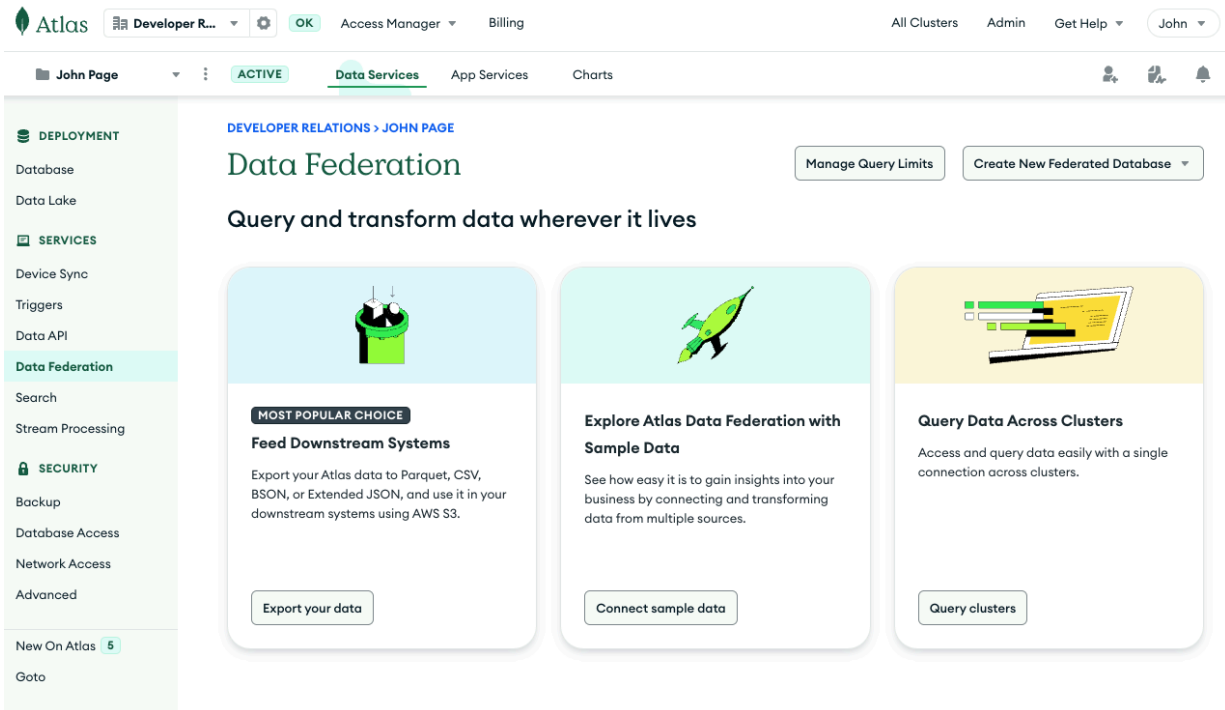 Atlas
Developer R...
OK
Access Manager
Billing
All Clusters
Admin
Get Help
John
John Page
ACTIVE
Data Services
App Services
Charts
DEPLOYMENT
Database
Data Lake
SERVICES
Device Sync
Triggers
Data API
Data Federation
Search
Stream Processing
SECURITY
Backup
Database Access
Network Access
Advanced
New On Atlas 5
Goto
DEVELOPER RELATIONS > JOHN PAGE
Data Federation
Manage Query Limits
Create New Federated Database
Query and transform data wherever it lives
MOST POPULAR CHOICE
Feed Downstream Systems
Export your Atlas data to Parquet, CSV,
BSON, or Extended JSON, and use it in your
downstream systems using AWS S3.
Export your data
Explore Atlas Data Federation with
Sample Data
See how easy it is to gain insights into your
business by connecting and transforming
data from multiple sources.
Connect sample data
Query Data Across Clusters
Access and query data easily with a single
connection across clusters.
Query clusters